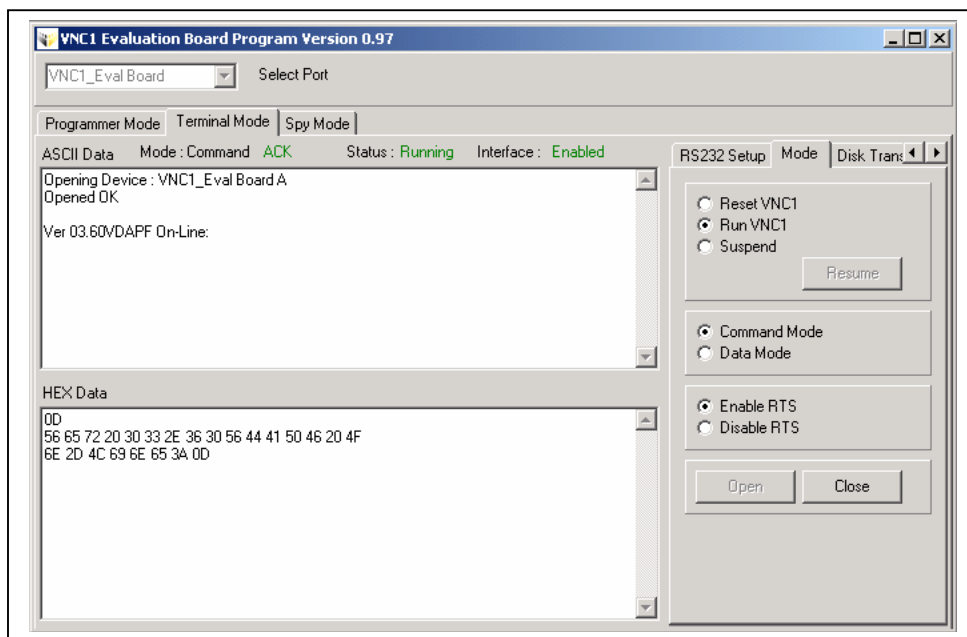 VNC1 Evaluation Board Program Version 0.97
VNC1_Eval Board
Select Port
Programmer Mode
Terminal Mode
Spy Mode
ASCII Data
Mode : Command ACK
Status : Running
Interface : Enabled
Opening Device : VNC1_Eval Board A
Opened OK
Ver 03.60VDAPF On-Line:
HEX Data
0D
56 65 72 20 30 33 2E 36 30 56 44 41 50 46 20 4F
6E 2D 4C 69 6E 65 3A 0D
RS232 Setup
Mode
Disk Trans
Reset VNC1
Run VNC1
Suspend
Resume
Command Mode
Data Mode
Enable RTS
Disable RTS
Open
Close